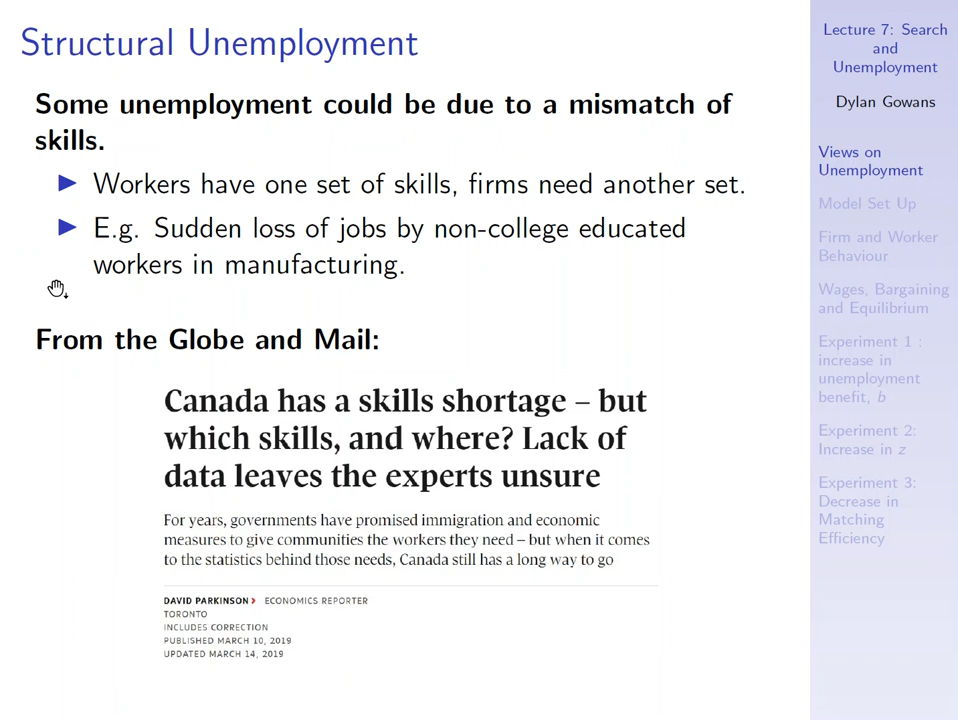 Structural Unemployment
Some unemployment could be due to a mismatch of
skills.
Workers have one set of skills, firms need another set.
E.g. Sudden loss of jobs by non-college educated
workers in manufacturing.
From the Globe and Mail:
Canada has a skills shortage – but
which skills, and where? Lack of
data leaves the experts unsure
For years, governments have promised immigration and economic
measures to give communities the workers they need – but when it comes
to the statistics behind those needs, Canada still has a long way to go
DAVID PARKINSON > ECONOMICS REPORTER
TORONTO
INCLUDES CORRECTION
PUBLISHED MARCH 10, 2019
UPDATED MARCH 14, 2019
Lecture 7: Search
and
Unemployment
Dylan Gowans
Views on
Unemployment
Model Set Up
Firm and Worker
Behaviour
Wages, Bargaining
and Equilibrium
Experiment 1 :
increase in
unemployment
benefit, b
Experiment 2:
Increase in z
Experiment 3:
Decrease in
Matching
Efficiency